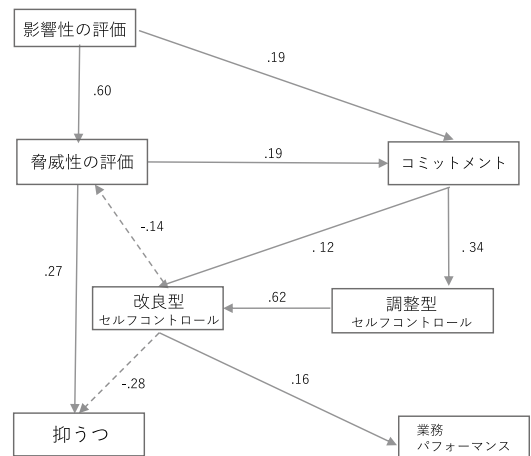 影響性の評価
.19
.60
脅威性の評価
.19
コミットメント
-.14
.12
.34
.27
改良型
セルフコントロール
.62
調整型
セルフコントロール
-.28
.16
抑うつ
業務
パフォーマンス